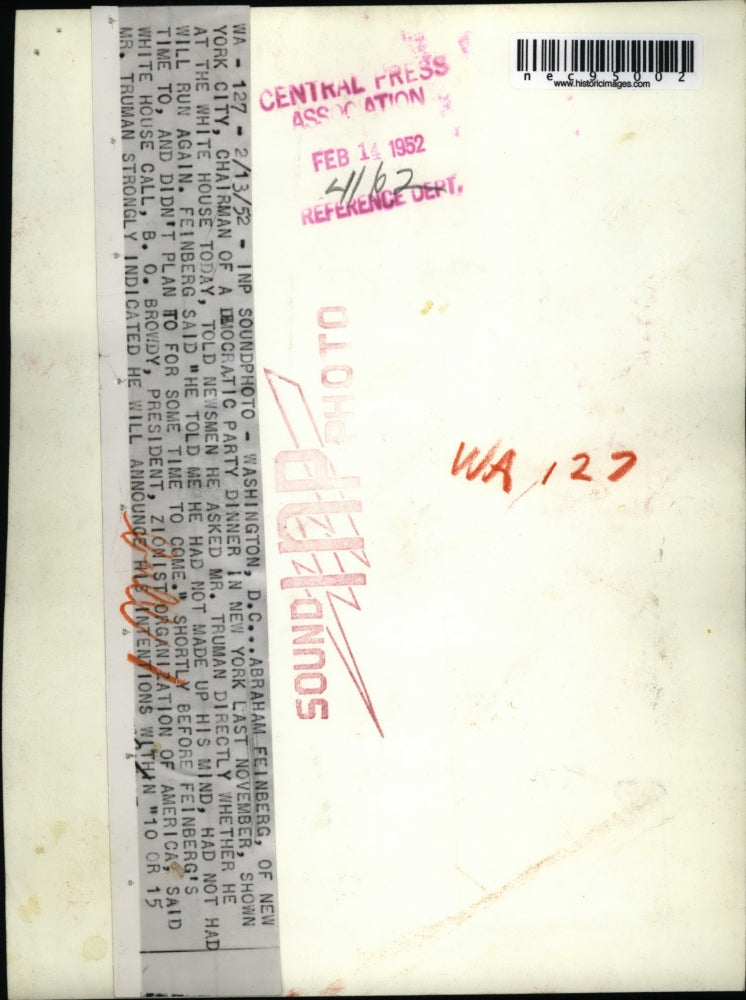 nec95002
www.historicimages.com
CENTRAL PRESS
ASSOCIATION
FEB 14 1952
4162
REFERENCE DEPT.
WA - 127 - 2/13/52 - INP SOUNDPHOTO - WASHINGTON, D.C...ABRAHAM FEINBERG, OF NEW
YORK CITY, CHAIRMAN OF A DEMOCRATIC PARTY DINNER IN NEW YORK LAST NOVEMBER, SHOWN
AT THE WHITE HOUSE TODAY, TOLD NEWSMEN HE ASKED MR. TRUMAN DIRECTLY WHETHER HE
WILL RUN AGAIN. FEINBERG SAID "HE TOLD ME HE HAD NOT MADE UP HIS MIND, HAD NOT HAD
TIME TO, AND DIDN'T PLAN TO FOR SOME TIME TO COME." SHORTLY BEFORE FEINBERG'S
WHITE HOUSE CALL, B. O. BROWDY, PRESIDENT, ZIONIST ORGANIZATION OF AMERICA, SAID
MR. TRUMAN STRONGLY INDICATED HE WILL ANNOUNCE HIS INTENTIONS WITHIN "10 OR 15
INP
SOUNDPHOTO
WA 127